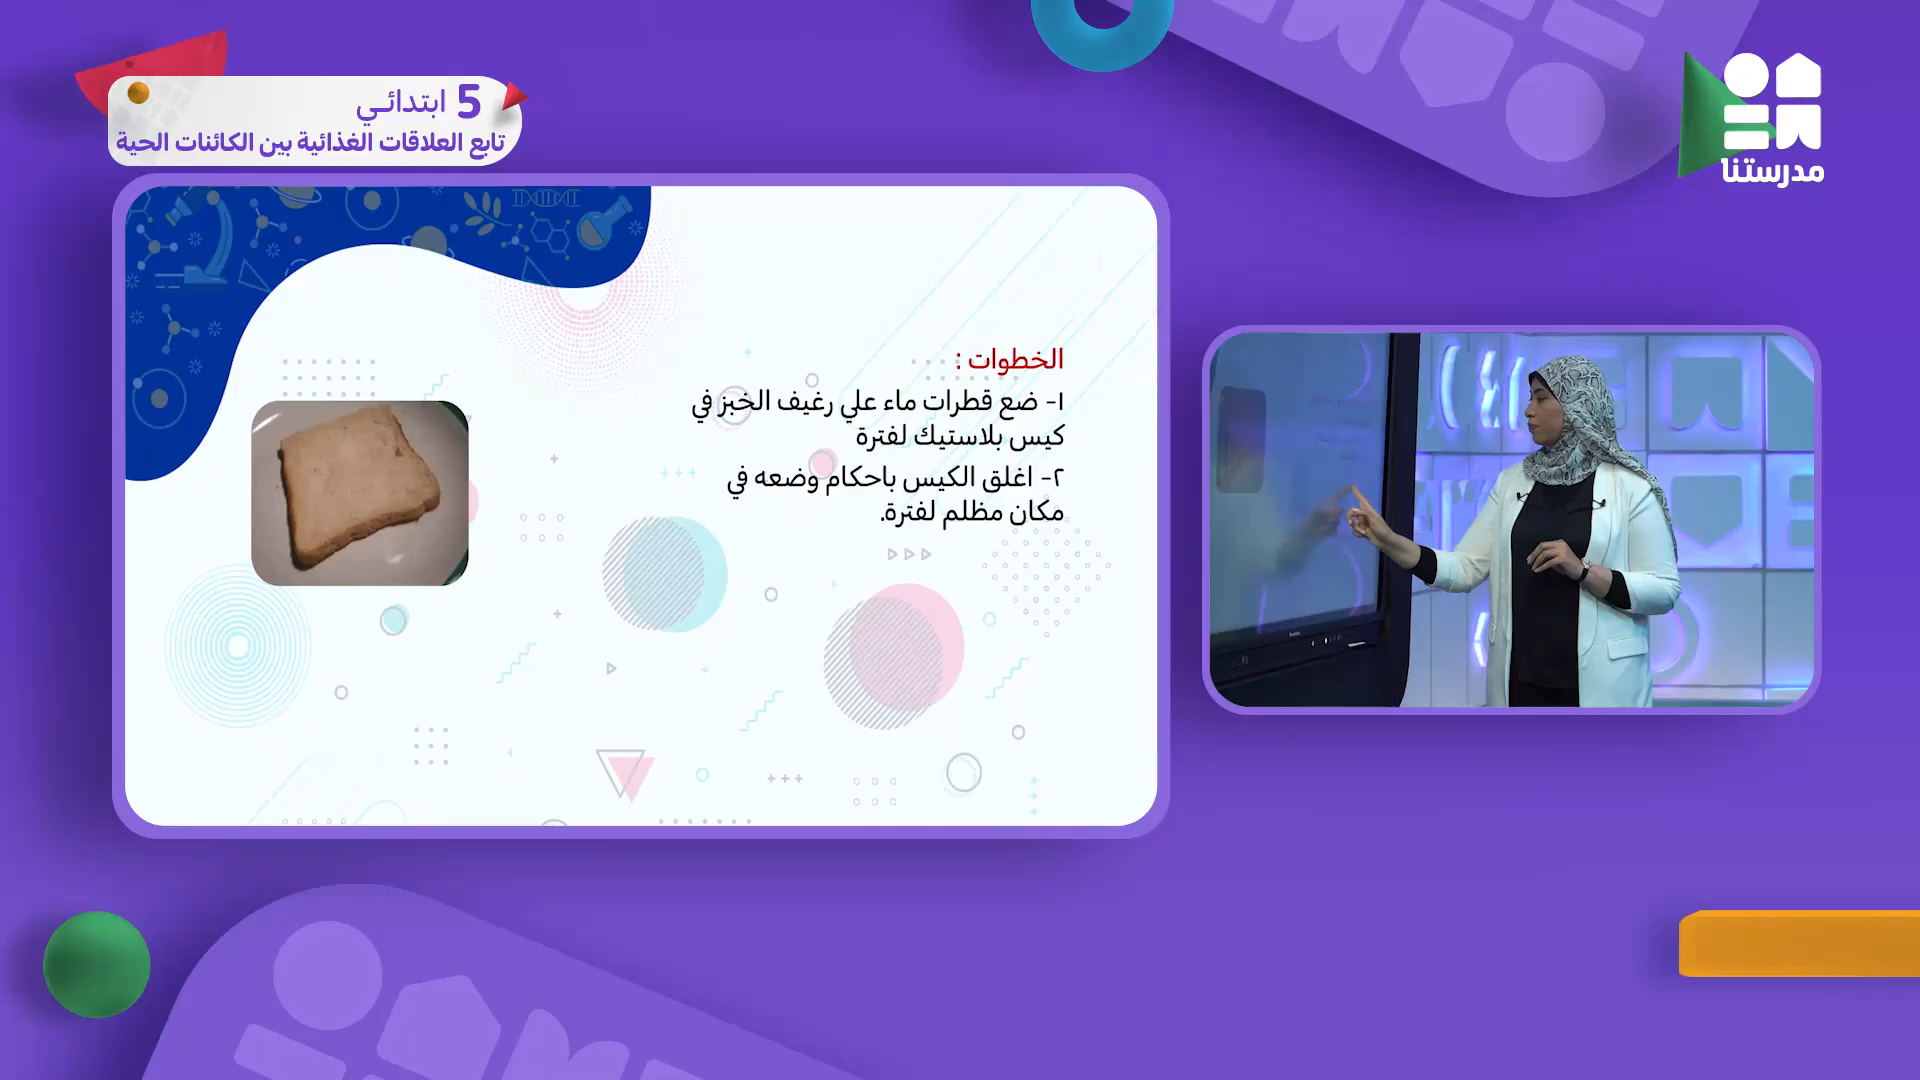 5 ابتدائي
تابع العلاقات الغذائية بين الكائنات الحية
مدرستنا
الخطوات :
١- ضع قطرات ماء علي رغيف الخبز في
كيس بلاستيك لفترة
٢- اغلق الكيس باحكام وضعه في
مكان مظلم لفترة.